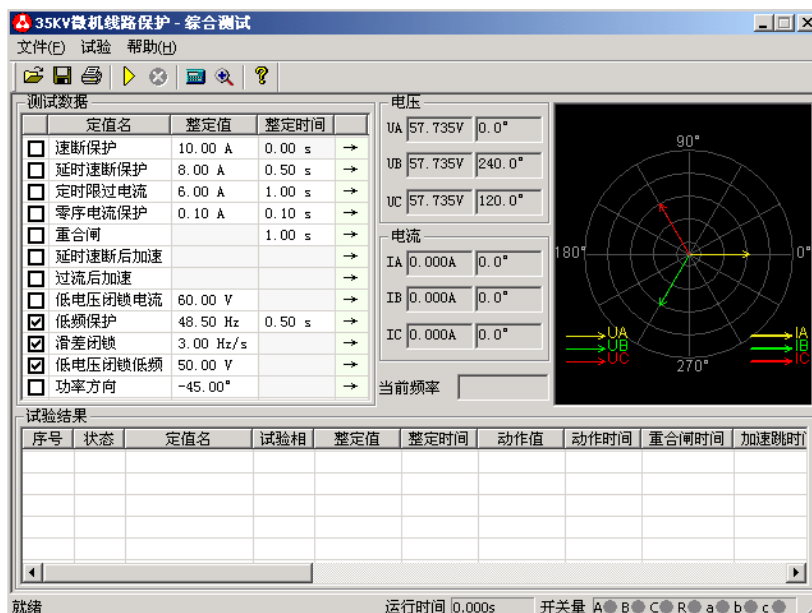 35KV微机线路保护 - 综合测试
文件(F) 试验 帮助(H)
测试数据
定值名 整定值 整定时间
速断保护 10.00 A 0.00 s →
延时速断保护 8.00 A 0.50 s →
定时限过电流 6.00 A 1.00 s →
零序电流保护 0.10 A 0.10 s →
重合闸 1.00 s →
延时速断后加速 →
过流后加速 →
低电压闭锁电流 60.00 V →
低频保护 48.50 Hz 0.50 s →
滑差闭锁 3.00 Hz/s →
低电压闭锁低频 50.00 V →
功率方向 -45.00° →
电压
UA 57.735V 0.0°
UB 57.735V 240.0°
UC 57.735V 120.0°
电流
IA 0.000A 0.0°
IB 0.000A 0.0°
IC 0.000A 0.0°
当前频率
90°
180° 0°
270°
UA IA
UB IB
UC IC
试验结果
序号 状态 定值名 试验相 整定值 整定时间 动作值 动作时间 重合闸时间 加速跳时
就绪 运行时间 0.000s 开关量 A B C R a b c